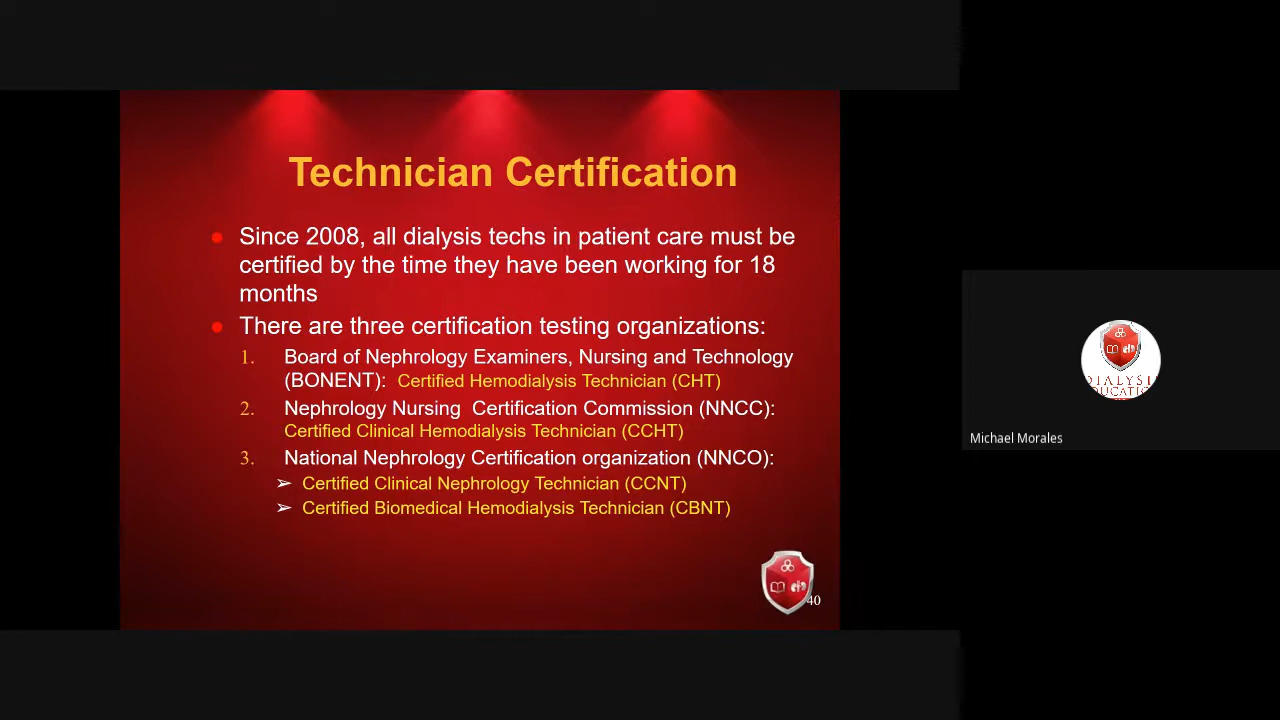 Technician Certification
Since 2008, all dialysis techs in patient care must be
certified by the time they have been working for 18
months
There are three certification testing organizations:
1. Board of Nephrology Examiners, Nursing and Technology
(BONENT): Certified Hemodialysis Technician (CHT)
2. Nephrology Nursing Certification Commission (NNCC):
Certified Clinical Hemodialysis Technician (CCHT)
3. National Nephrology Certification organization (NNCO):
➢ Certified Clinical Nephrology Technician (CCNT)
➢ Certified Biomedical Hemodialysis Technician (CBNT)
40
Michael Morales